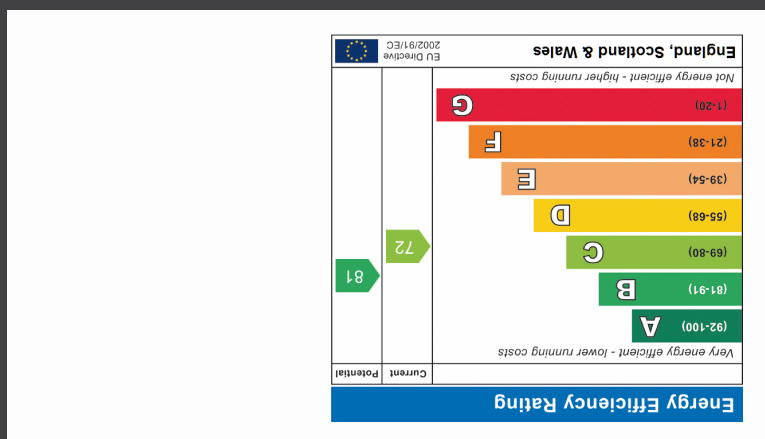 Energy Efficiency Rating
Current Potential
Very energy efficient - lower running costs
(92-100) A
(81-91) B
(69-80) C
(55-68) D
(39-54) E
(21-38) F
(1-20) G
72
81
Not energy efficient - higher running costs
England, Scotland & Wales
EU Directive
2002/91/EC